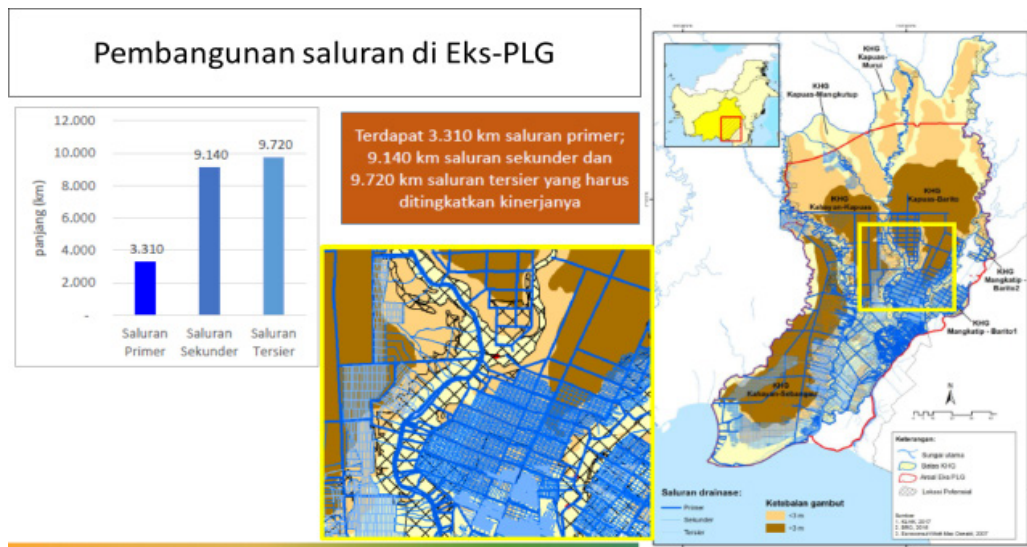 Pembangunan saluran di Eks-PLG
12.000
10.000
8.000
6.000
4.000
2.000
-
panjang (km)
3.310
9.140
9.720
Saluran Primer
Saluran Sekunder
Saluran Tersier
Terdapat 3.310 km saluran primer;
9.140 km saluran sekunder dan
9.720 km saluran tersier yang harus
ditingkatkan kinerjanya
KHG
Kapuas-
Murui
KHG
Kapuas-Mangkutup
KHG
Kahayan-Kapuas
KHG
Kapuas-Barito
KHG
Mangkatip -
Barito2
KHG
Mangkatip - Barito1
KHG
Kahayan-Sebangau
N
Keterangan:
Sungai utama
Batas KHG
Areal Eks PLG
Lokasi Potensial
Sumber
1. KLHK, 2017
Saluran drainase:
Primer
Sekunder
Tersier
Ketebalan gambut
<3 m